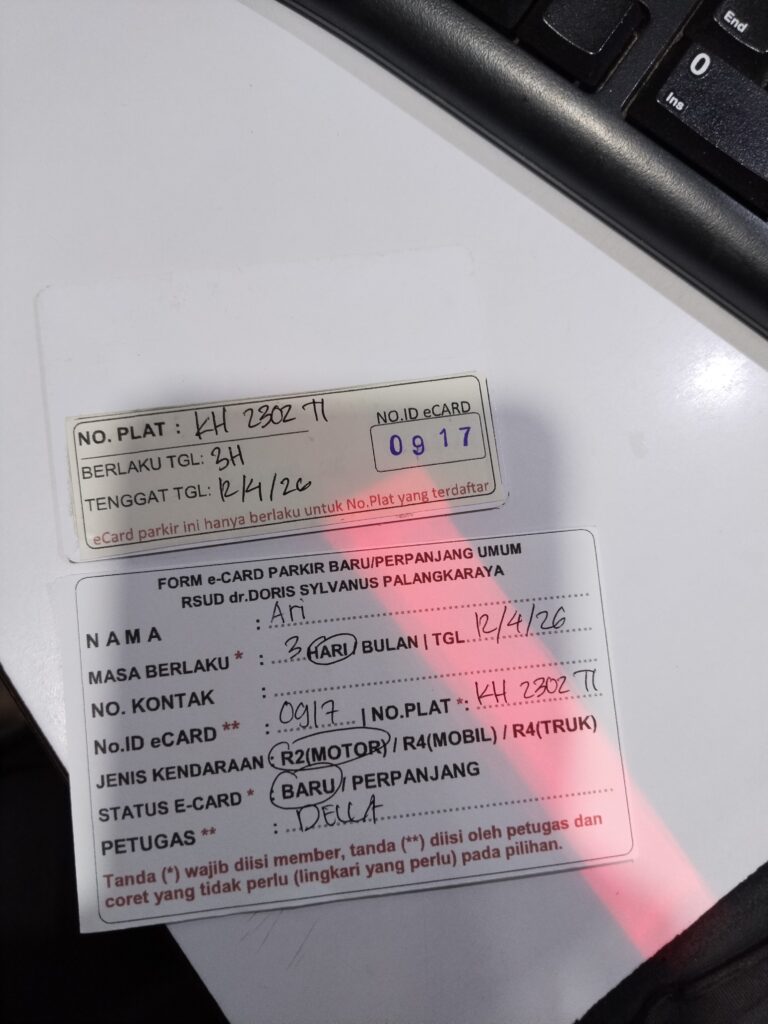 End
0
Ins
NO. PLAT : KH 2302 TI
NO.ID eCARD
0917
BERLAKU TGL: 3H
TENGGAT TGL: 12/4/26
eCard parkir ini hanya berlaku untuk No.Plat yang terdaftar
FORM e-CARD PARKIR BARU/PERPANJANG UMUM
RSUD dr.DORIS SYLVANUS PALANGKARAYA
NAMA : Ari
MASA BERLAKU * : 3 HARI / BULAN | TGL 12/4/26
NO. KONTAK :
No.ID eCARD ** : 0917 | NO.PLAT *: KH 2302 TI
JENIS KENDARAAN : R2(MOTOR) / R4(MOBIL) / R4(TRUK)
STATUS E-CARD * : BARU / PERPANJANG
PETUGAS ** : DELLA
Tanda (*) wajib diisi member, tanda (**) diisi oleh petugas dan
coret yang tidak perlu (lingkari yang perlu) pada pilihan.